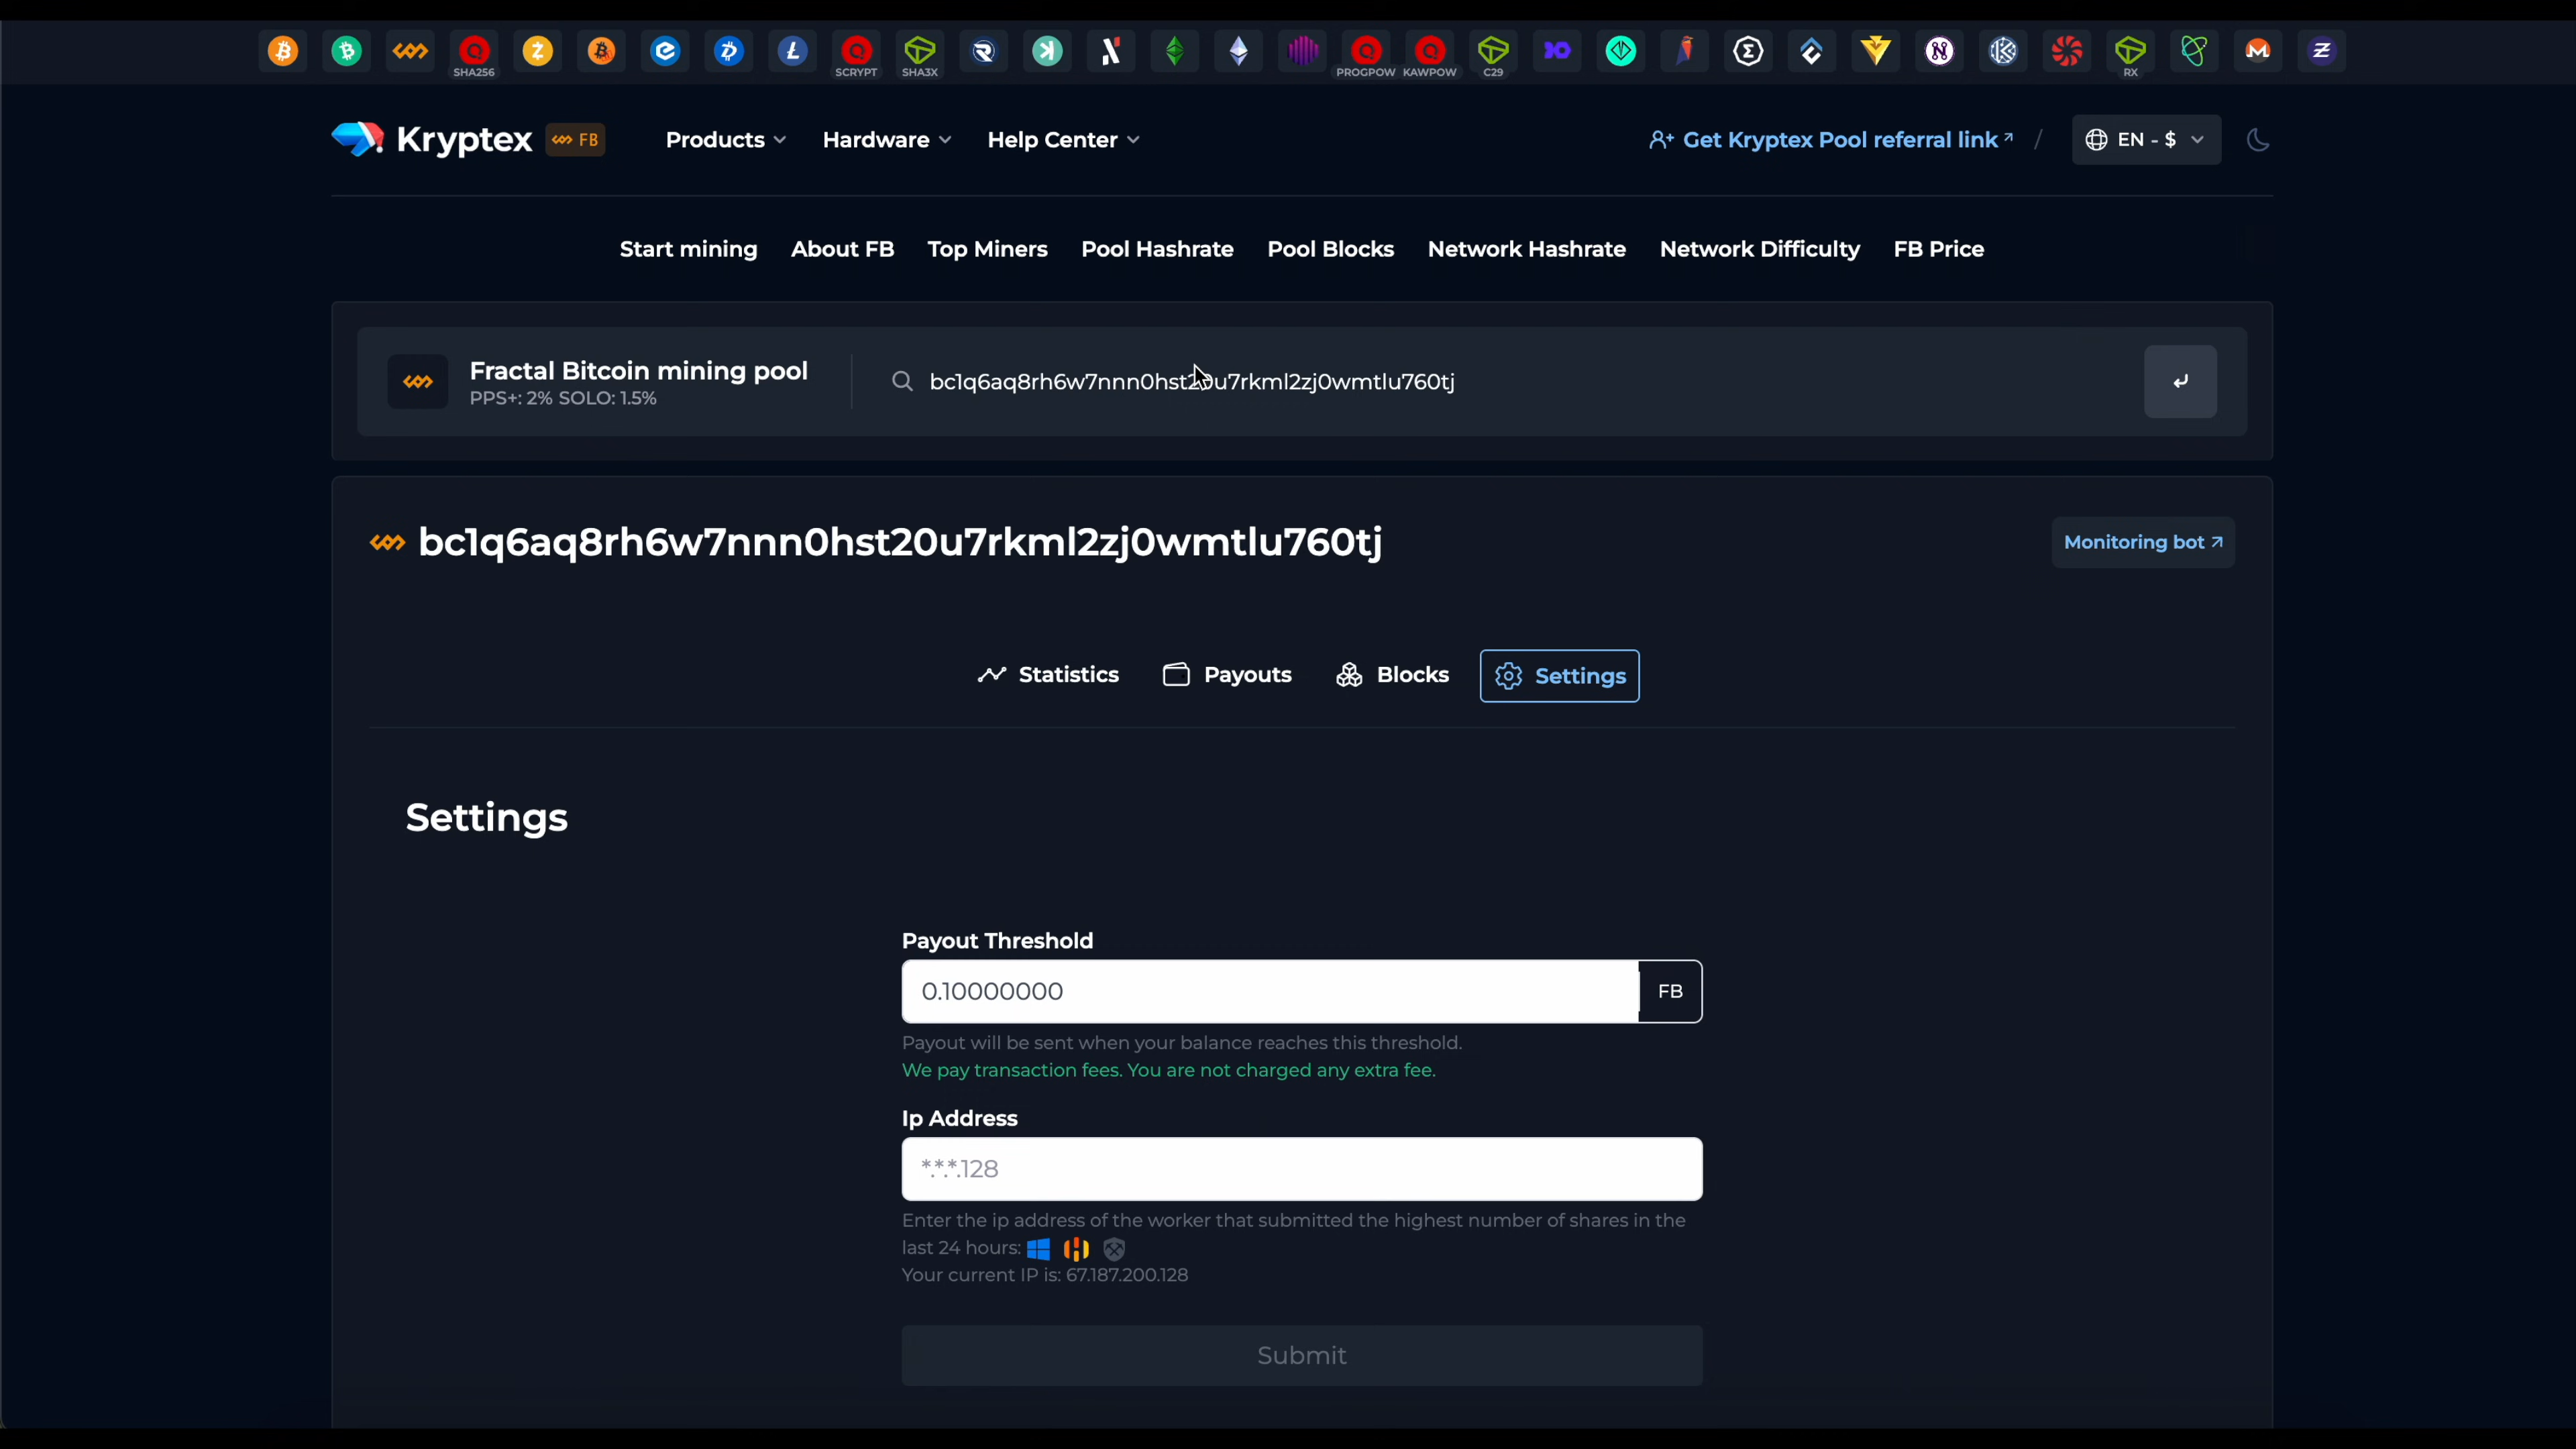 SHA256
SCRYPT
SHA3X
PROGPOW
KAWPOW
C29
RX
Kryptex
FB
Products
Hardware
Help Center
Get Kryptex Pool referral link
/
EN - $
Start mining
About FB
Top Miners
Pool Hashrate
Pool Blocks
Network Hashrate
Network Difficulty
FB Price
Fractal Bitcoin mining pool
PPS+: 2% SOLO: 1.5%
bc1q6aq8rh6w7nnn0hst20u7rkml2zj0wmtlu760tj
bc1q6aq8rh6w7nnn0hst20u7rkml2zj0wmtlu760tj
Monitoring bot
Statistics
Payouts
Blocks
Settings
Settings
Payout Threshold
0.10000000
FB
Payout will be sent when your balance reaches this threshold.
We pay transaction fees. You are not charged any extra fee.
Ip Address
*.*.*.128
Enter the ip address of the worker that submitted the highest number of shares in the
last 24 hours:
Your current IP is: 67.187.200.128
Submit